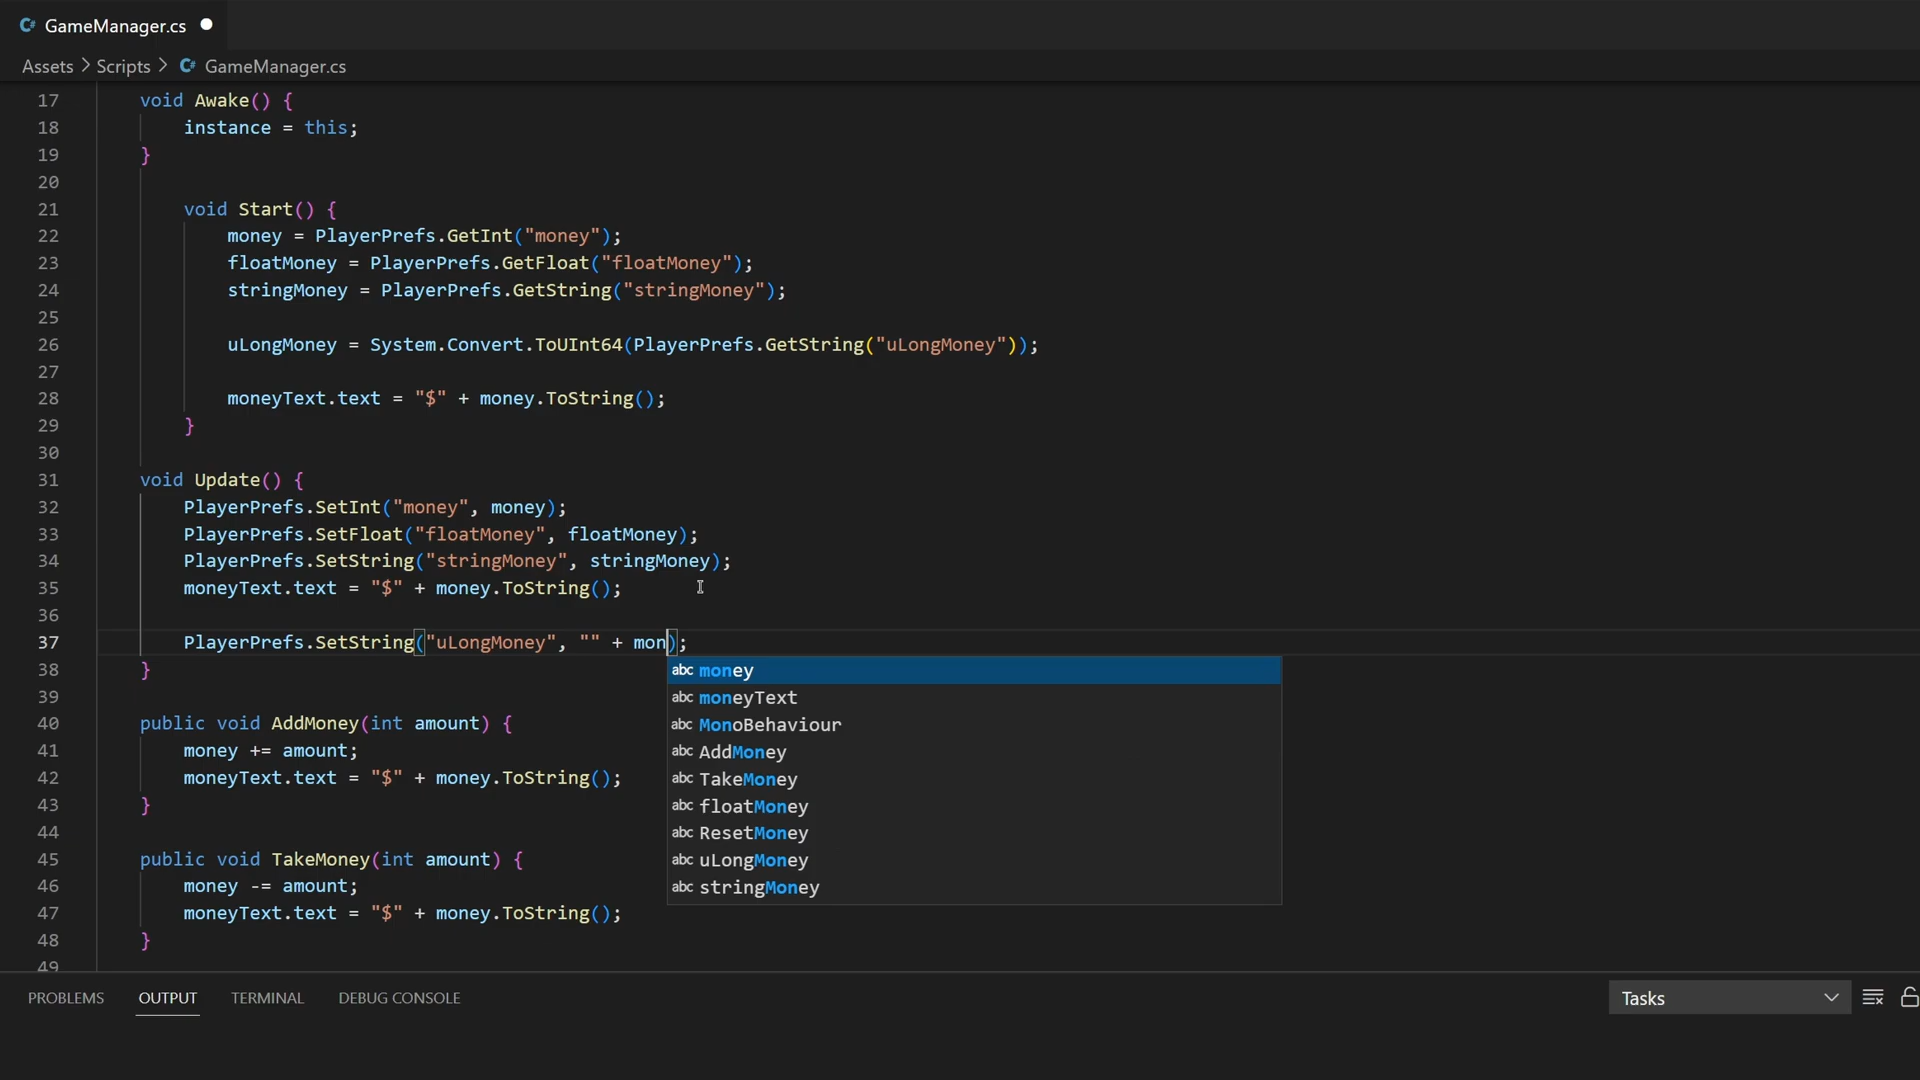 GameManager.cs
Assets > Scripts > GameManager.cs
17 void Awake() {
18 instance = this;
19 }
20
21 void Start() {
22 money = PlayerPrefs.GetInt("money");
23 floatMoney = PlayerPrefs.GetFloat("floatMoney");
24 stringMoney = PlayerPrefs.GetString("stringMoney");
25
26 uLongMoney = System.Convert.ToUInt64(PlayerPrefs.GetString("uLongMoney"));
27
28 moneyText.text = "$" + money.ToString();
29 }
30
31 void Update() {
32 PlayerPrefs.SetInt("money", money);
33 PlayerPrefs.SetFloat("floatMoney", floatMoney);
34 PlayerPrefs.SetString("stringMoney", stringMoney);
35 moneyText.text = "$" + money.ToString();
36
37 PlayerPrefs.SetString("uLongMoney", "" + mon);
38 }
abc money
39
abc moneyText
40 public void AddMoney(int amount) {
abc MonoBehaviour
41 money += amount;
abc AddMoney
42 moneyText.text = "$" + money.ToString();
abc TakeMoney
43 }
abc floatMoney
44
abc ResetMoney
45 public void TakeMoney(int amount) {
abc uLongMoney
46 money -= amount;
abc stringMoney
47 moneyText.text = "$" + money.ToString();
48 }
49
PROBLEMS OUTPUT TERMINAL DEBUG CONSOLE
Tasks